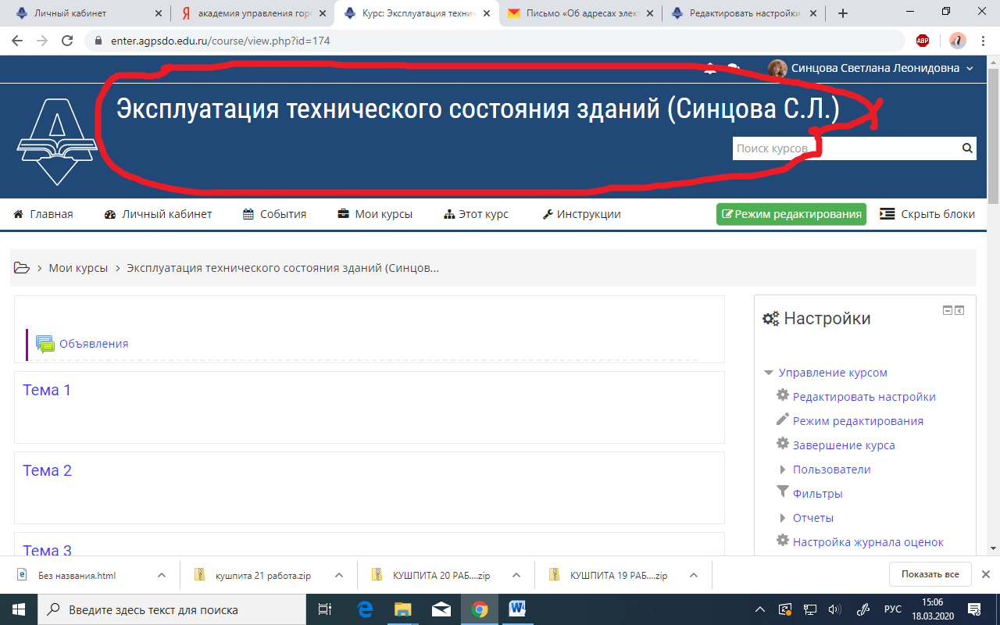 Личный кабинет
академия управления горо
Курс: Эксплуатация технич
Письмо «Об адресах элект
Редактировать настройки
enter.agpsdo.edu.ru/course/view.php?id=174
ABP
Синцова Светлана Леонидовна
Эксплуатация технического состояния зданий (Синцова С.Л.)
Поиск курсов
Главная
Личный кабинет
События
Мои курсы
Этот курс
Инструкции
Режим редактирования
Скрыть блоки
Мои курсы
Эксплуатация технического состояния зданий (Синцов...
Объявления
Тема 1
Тема 2
Тема 3
Настройки
Управление курсом
Редактировать настройки
Режим редактирования
Завершение курса
Пользователи
Фильтры
Отчеты
Настройка журнала оценок
Без названия.html
кушпита 21 работа.zip
КУШПИТА 20 РАБ....zip
КУШПИТА 19 РАБ....zip
Показать все
Введите здесь текст для поиска
РУС
15:06
18.03.2020